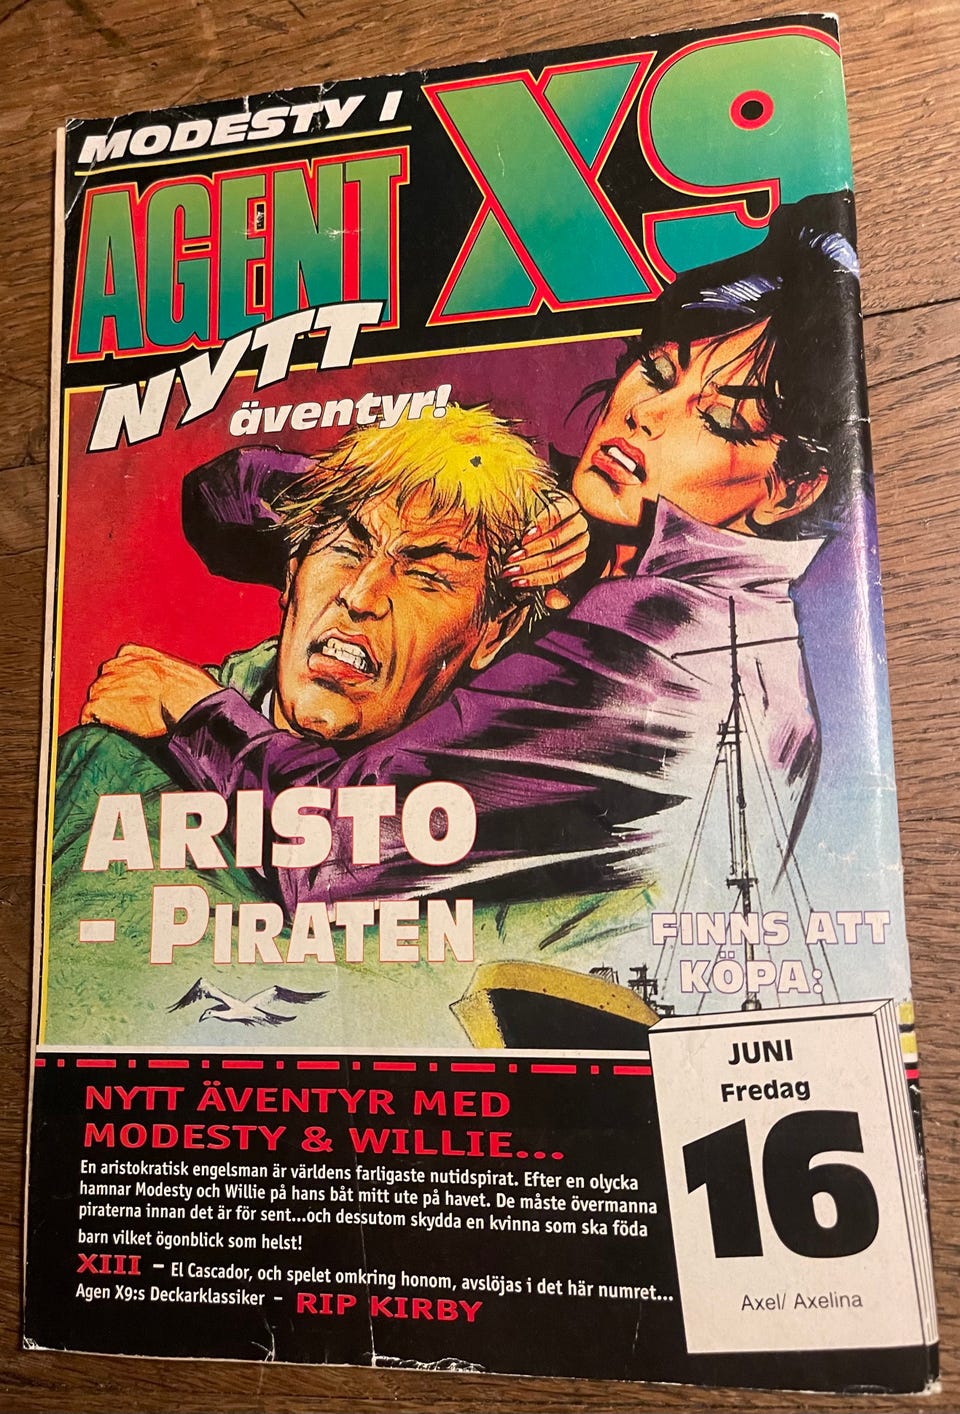 MODESTY I
AGENT X9
NYTT
äventyr!
ARISTO
- PIRATEN
FINNS ATT
KÖPA:
JUNI
Fredag
16
Axel/ Axelina
NYTT ÄVENTYR MED
MODESTY & WILLIE...
En aristokratisk engelsman är världens farligaste nutidspirat. Efter en olycka
hamnar Modesty och Willie på hans båt mitt ute på havet. De måste övermanna
piraterna innan det är för sent...och dessutom skydda en kvinna som ska föda
barn vilket ögonblick som helst!
XIII - El Cascador, och spelet omkring honom, avslöjas i det här numret...
Agen X9:s Deckarklassiker - RIP KIRBY